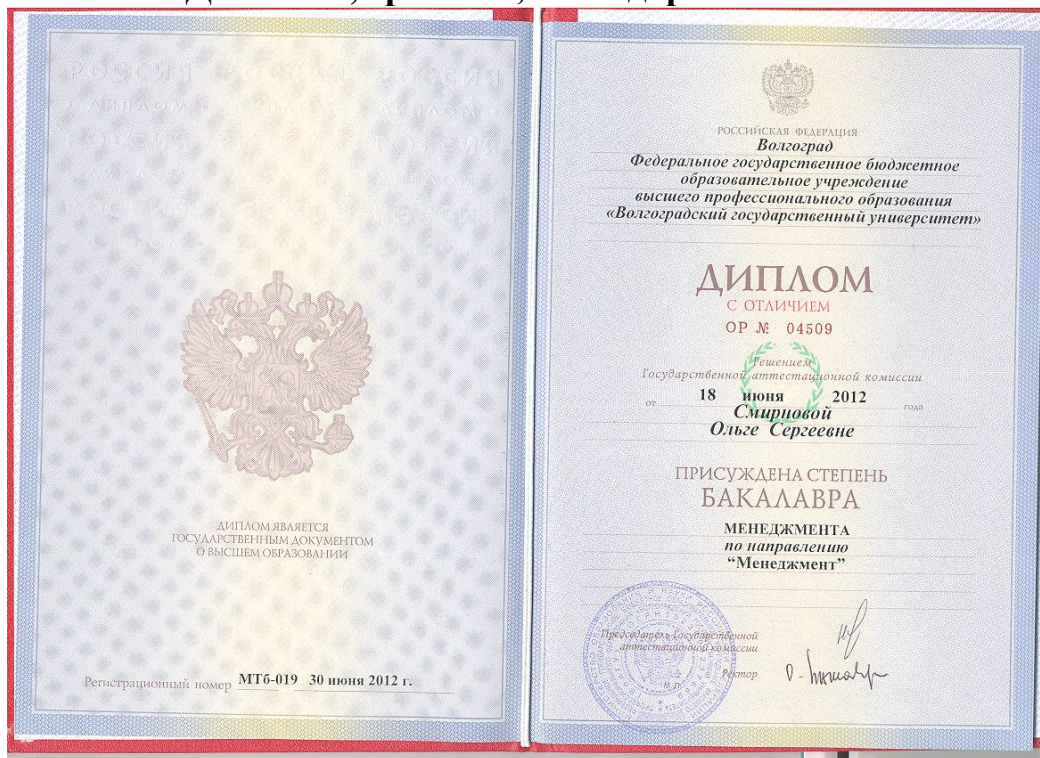 ДИПЛОМ ЯВЛЯЕТСЯ
ГОСУДАРСТВЕННЫМ ДОКУМЕНТОМ
О ВЫСШЕМ ОБРАЗОВАНИИ
Регистрационный номер МТб-019 30 июня 2012 г.
РОССИЙСКАЯ ФЕДЕРАЦИЯ
Волгоград
Федеральное государственное бюджетное
образовательное учреждение
высшего профессионального образования
«Волгоградский государственный университет»
ДИПЛОМ
С ОТЛИЧИЕМ
ОР № 04509
Решением
Государственной аттестационной комиссии
от 18 июня 2012 года
Смирновой
Ольге Сергеевне
ПРИСУЖДЕНА СТЕПЕНЬ
БАКАЛАВРА
МЕНЕДЖМЕНТА
по направлению
“Менеджмент”
Председатель Государственной
аттестационной комиссии
Ректор
М.П.